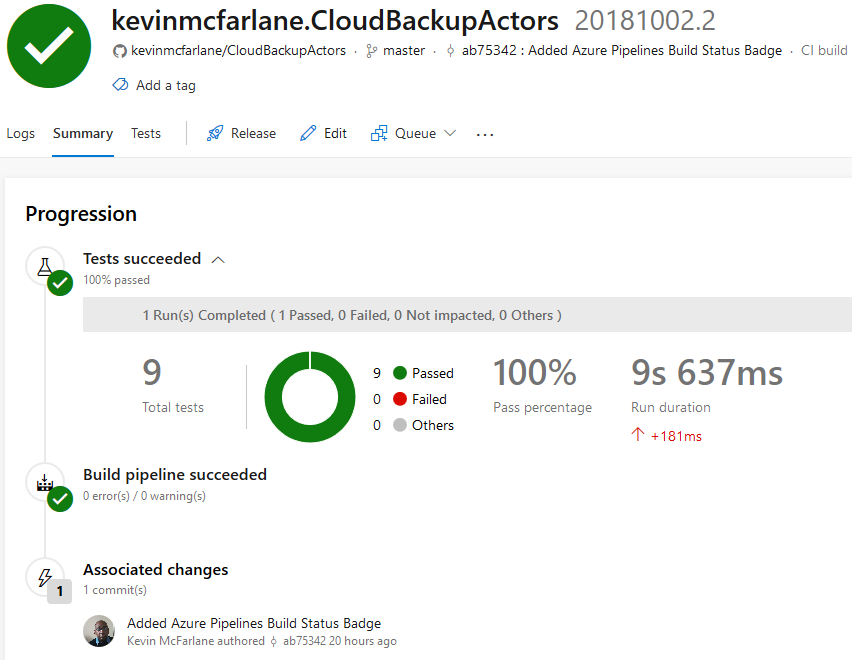 kevinmcfarlane.CloudBackupActors 20181002.2
kevinmcfarlane/CloudBackupActors · master · ab75342 : Added Azure Pipelines Build Status Badge · CI build
Add a tag
Logs Summary Tests Release Edit Queue ...
Progression
Tests succeeded
100% passed
1 Run(s) Completed ( 1 Passed, 0 Failed, 0 Not impacted, 0 Others )
9
Total tests
9 Passed
0 Failed
0 Others
100%
Pass percentage
9s 637ms
Run duration
+181ms
Build pipeline succeeded
0 error(s) / 0 warning(s)
Associated changes
1
1 commit(s)
Added Azure Pipelines Build Status Badge
Kevin McFarlane authored ab75342 20 hours ago